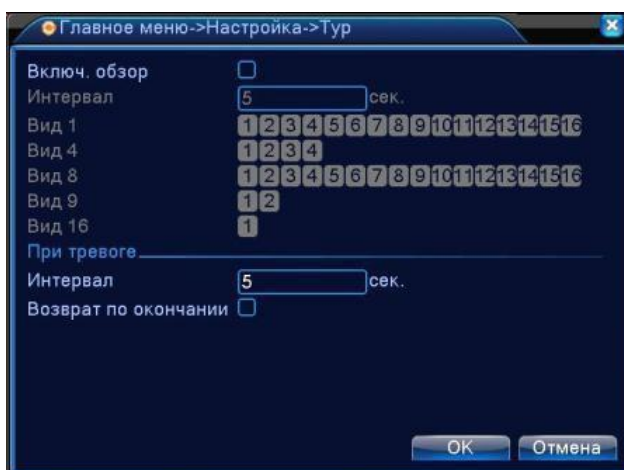 Главное меню->Настройка->Тур
Включ. обзор
Интервал 5 сек.
Вид 1 1 2 3 4 5 6 7 8 9 10 11 12 13 14 15 16
Вид 4 1 2 3 4
Вид 8 1 2 3 4 5 6 7 8 9 10 11 12 13 14 15 16
Вид 9 1 2
Вид 16 1
При тревоге
Интервал 5 сек.
Возврат по окончании
OK Отмена